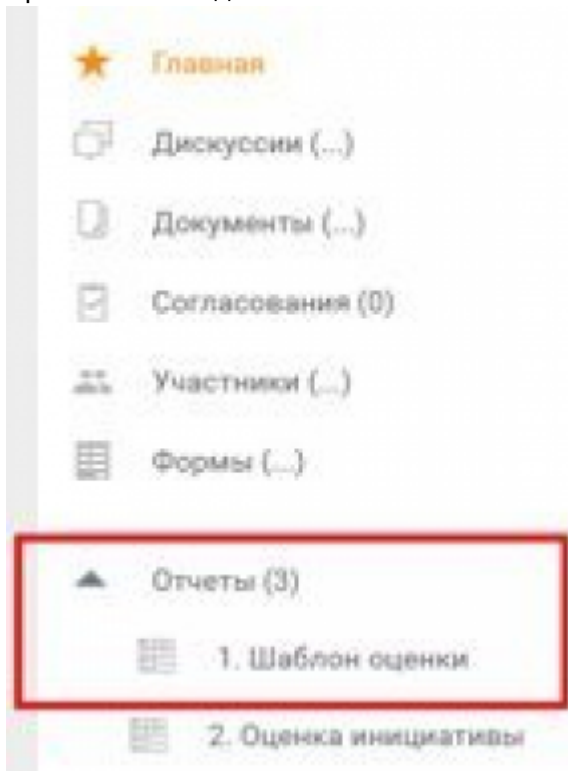 Главная
Дискуссии (...)
Документы (...)
Согласования (0)
Участники (...)
Формы (...)
Отчеты (3)
1. Шаблон оценки
2. Оценка инициативы